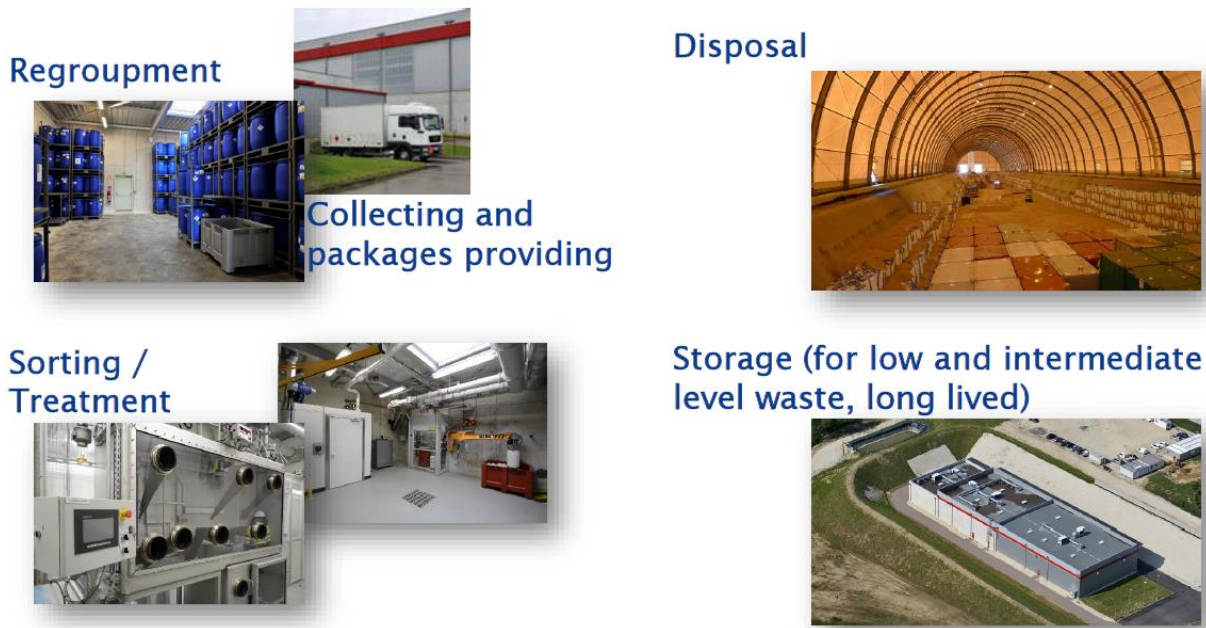 Regroupment
Collecting and
packages providing
Sorting /
Treatment
Disposal
Storage (for low and intermediate
level waste, long lived)